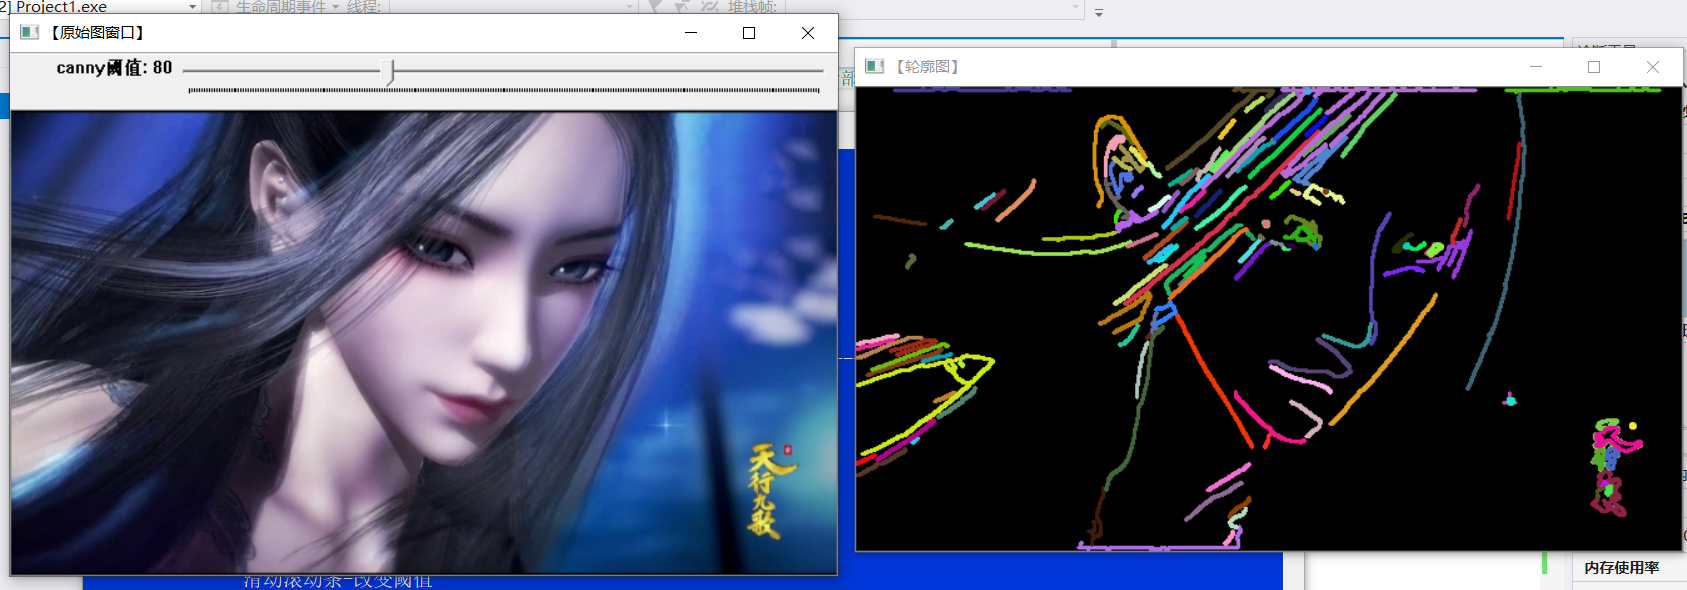 2] Project1.exe
生命周期事件
线程:
堆栈帧:
【原始图窗口】
canny阈值: 80
【轮廓图】
天行九歌
滑动滚动条-改变阈值
内存使用率